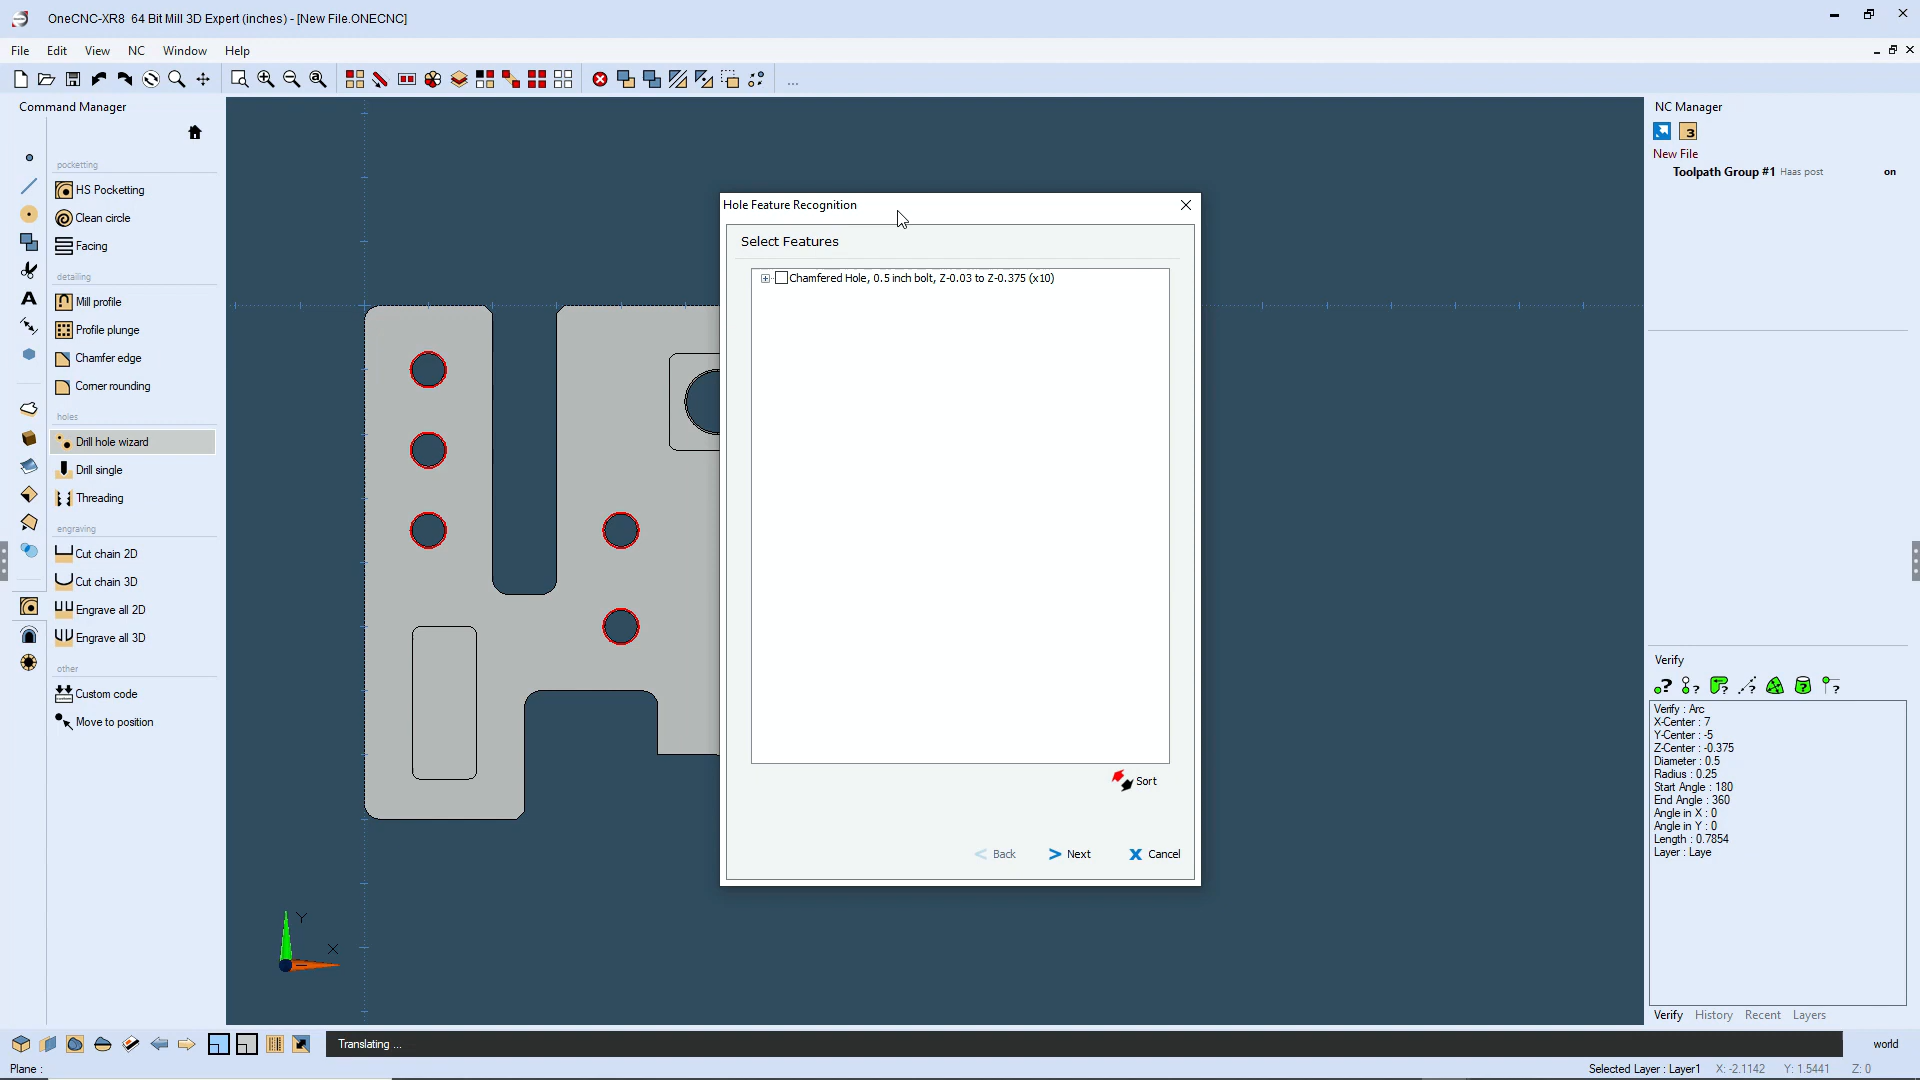 OneCNC-XR8 64 Bit Mill 3D Expert (inches) - [New File.ONECNC]
File Edit View NC Window Help
Command Manager
pocketting
HS Pocketting
Clean circle
Facing
detailing
Mill profile
Profile plunge
Chamfer edge
Corner rounding
holes
Drill hole wizard
Drill single
Threading
engraving
Cut chain 2D
Cut chain 3D
Engrave all 2D
Engrave all 3D
other
Custom code
Move to position
Hole Feature Recognition
Select Features
Chamfered Hole, 0.5 inch bolt, Z-0.03 to Z-0.375 (x10)
Sort
< Back > Next X Cancel
Y
X
NC Manager
3
New File
Toolpath Group #1 Haas post on
Verify
Verify : Arc
X-Center : 7
Y-Center : -5
Z-Center : -0.375
Diameter : 0.5
Radius : 0.25
Start Angle : 180
End Angle : 360
Angle in X : 0
Angle in Y : 0
Length : 0.7854
Layer : Laye
Verify History Recent Layers
Translating ...
world
Plane :
Selected Layer : Layer1 X: -2.1142 Y: 1.5441 Z: 0